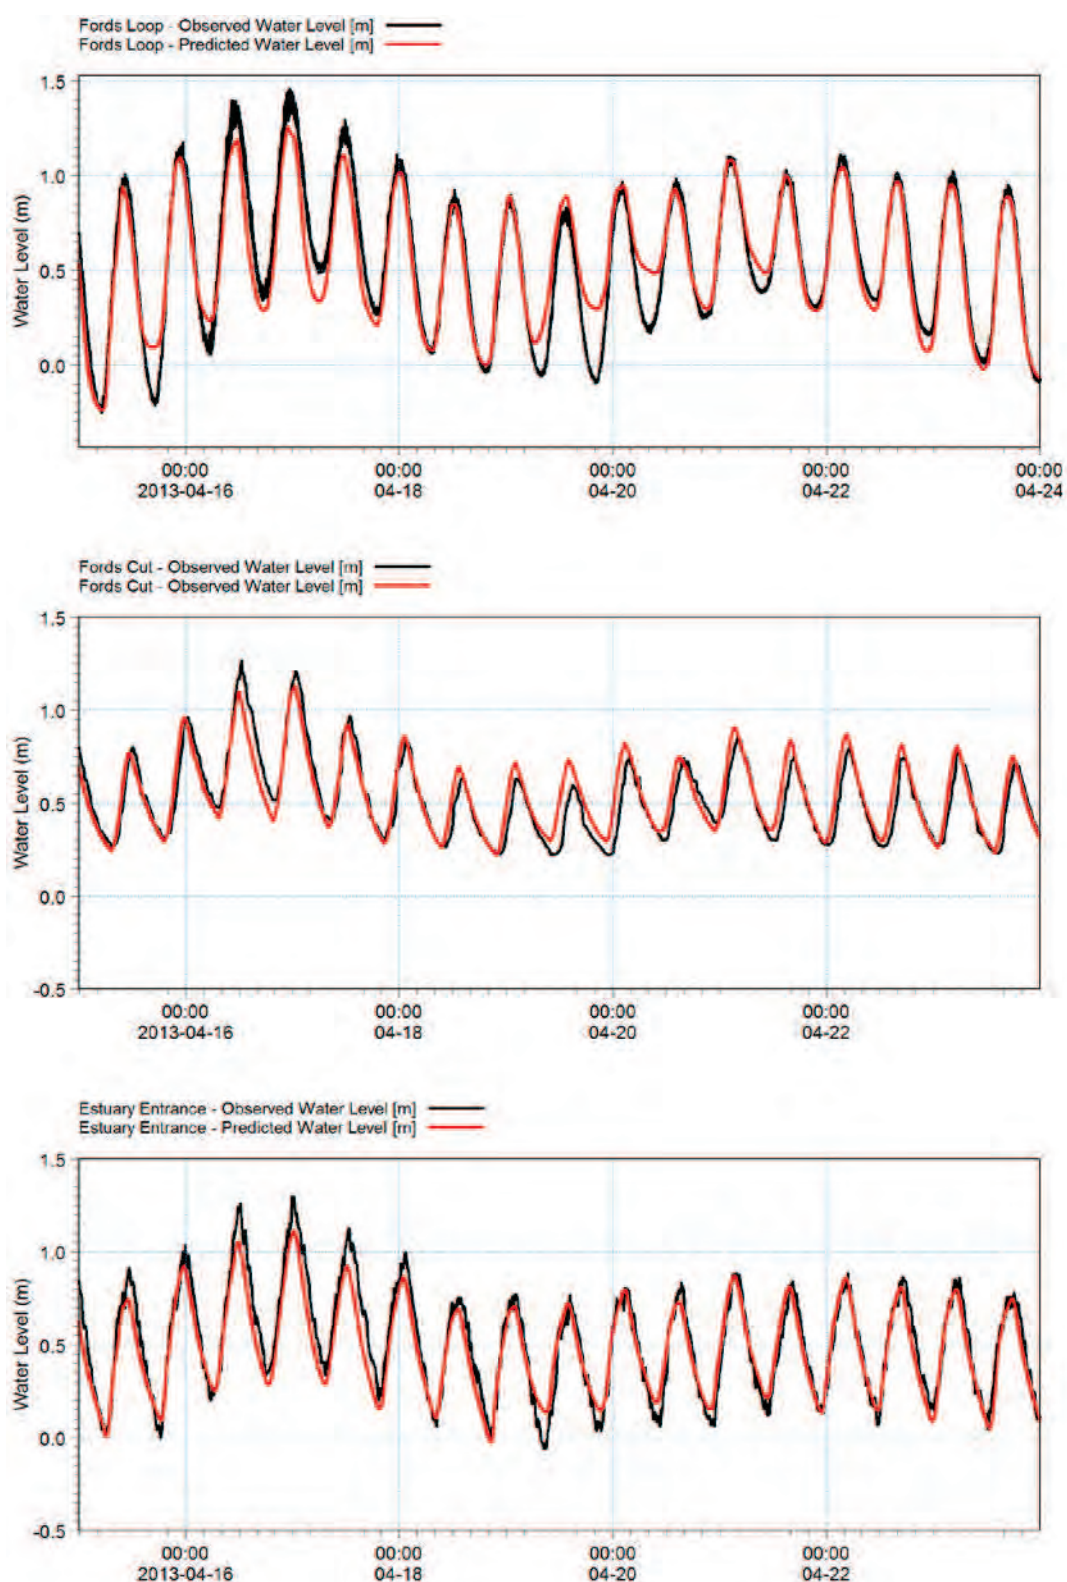 Fords Loop - Observed Water Level [m]
Fords Loop - Predicted Water Level [m]
1.5
1.0
0.5
0.0
Water Level (m)
00:00 00:00 00:00 00:00 00:00
2013-04-16 04-18 04-20 04-22 04-24
Fords Cut - Observed Water Level [m]
Fords Cut - Observed Water Level [m]
1.5
1.0
0.5
0.0
-0.5
Water Level (m)
00:00 00:00 00:00 00:00
2013-04-16 04-18 04-20 04-22
Estuary Entrance - Observed Water Level [m]
Estuary Entrance - Predicted Water Level [m]
1.5
1.0
0.5
0.0
-0.5
Water Level (m)
00:00 00:00 00:00 00:00
2013-04-16 04-18 04-20 04-22